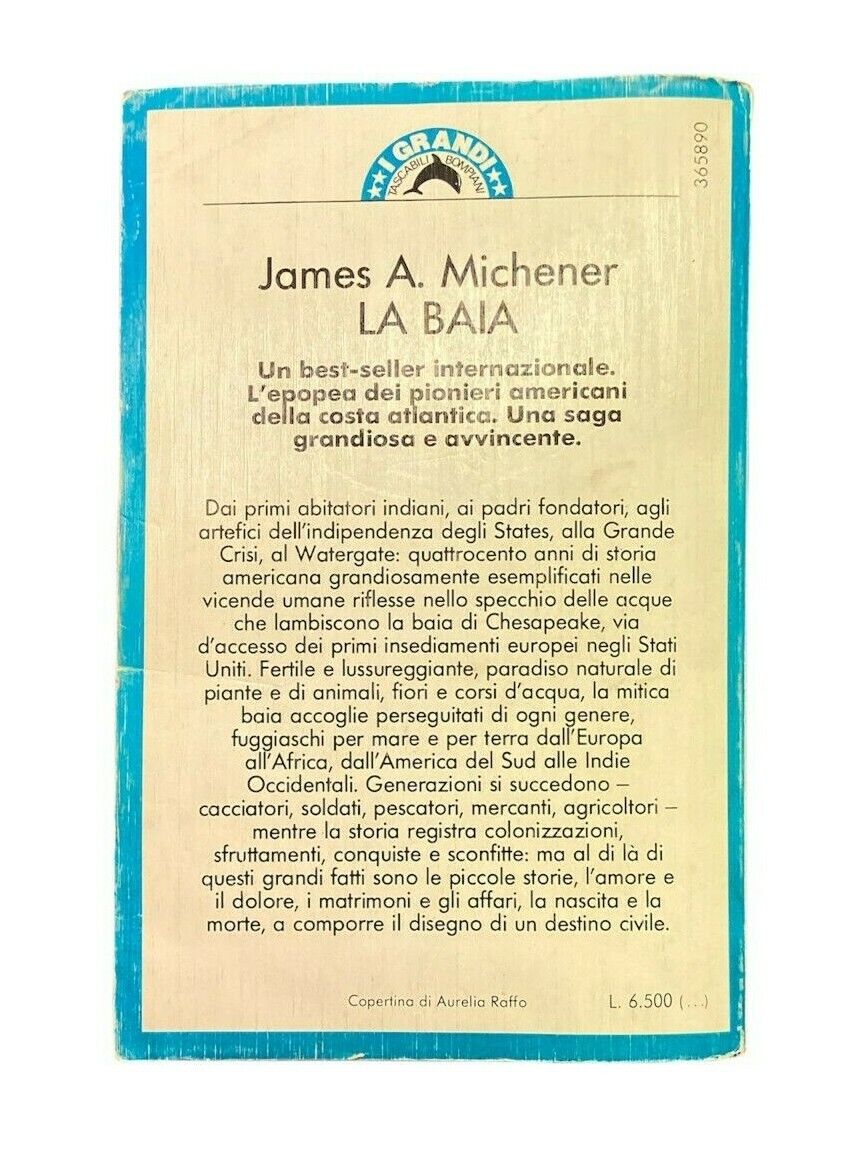 I GRANDI
TASCABILI BOMPIANI
365890
James A. Michener
LA BAIA
Un best-seller internazionale.
L'epopea dei pionieri americani
della costa atlantica. Una saga
grandiosa e avvincente.
Dai primi abitatori indiani, ai padri fondatori, agli
artefici dell'indipendenza degli States, alla Grande
Crisi, al Watergate: quattrocento anni di storia
americana grandiosamente esemplificati nelle
vicende umane riflesse nello specchio delle acque
che lambiscono la baia di Chesapeake, via
d'accesso dei primi insediamenti europei negli Stati
Uniti. Fertile e lussureggiante, paradiso naturale di
piante e di animali, fiori e corsi d'acqua, la mitica
baia accoglie perseguitati di ogni genere,
fuggiaschi per mare e per terra dall'Europa
all'Africa, dall'America del Sud alle Indie
Occidentali. Generazioni si succedono –
cacciatori, soldati, pescatori, mercanti, agricoltori –
mentre la storia registra colonizzazioni,
sfruttamenti, conquiste e sconfitte: ma al di là di
questi grandi fatti sono le piccole storie, l'amore e
il dolore, i matrimoni e gli affari, la nascita e la
morte, a comporre il disegno di un destino civile.
Copertina di Aurelia Raffo
L. 6.500 (...)